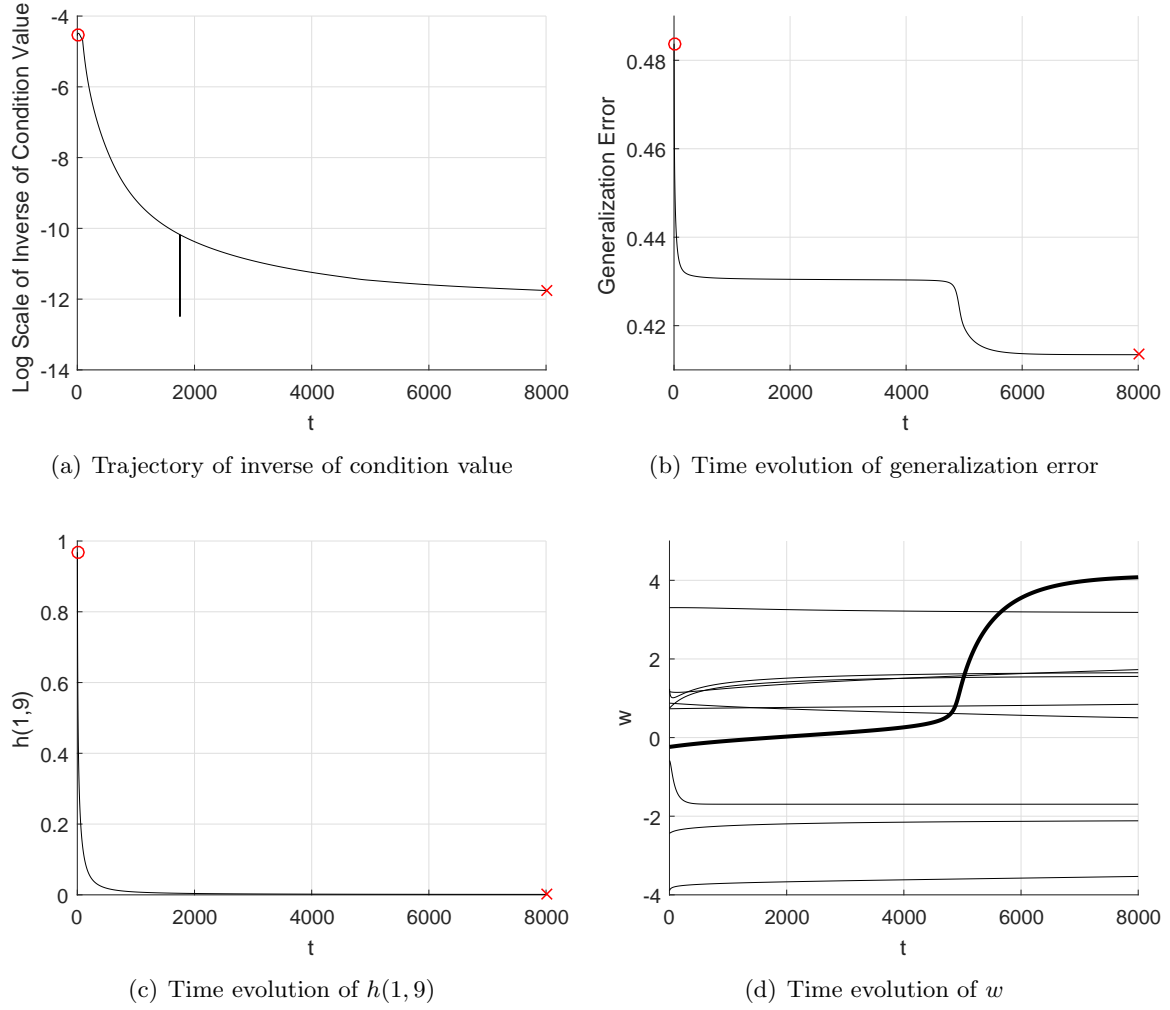 -4
-6
-8
-10
-12
-14
0 2000 4000 6000 8000
t
Log Scale of Inverse of Condition Value
(a) Trajectory of inverse of condition value
0.48
0.46
0.44
0.42
0 2000 4000 6000 8000
t
Generalization Error
(b) Time evolution of generalization error
1
0.8
0.6
0.4
0.2
0
0 2000 4000 6000 8000
t
h(1,9)
(c) Time evolution of h(1, 9)
4
2
0
-2
-4
0 2000 4000 6000 8000
t
w
(d) Time evolution of w